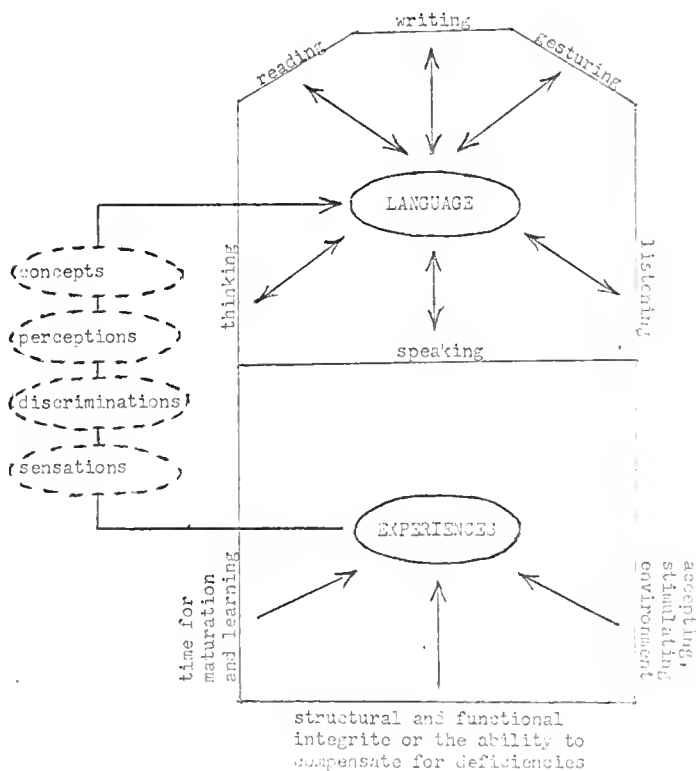 writing
reading
gesturing
LANGUAGE
concepts
thinking
listening
perceptions
speaking
discriminations
sensations
EXPERIENCES
time for
maturation
and learning
accepting,
stimulating
environment
structural and functional
integrite or the ability to
compensate for deficiencies